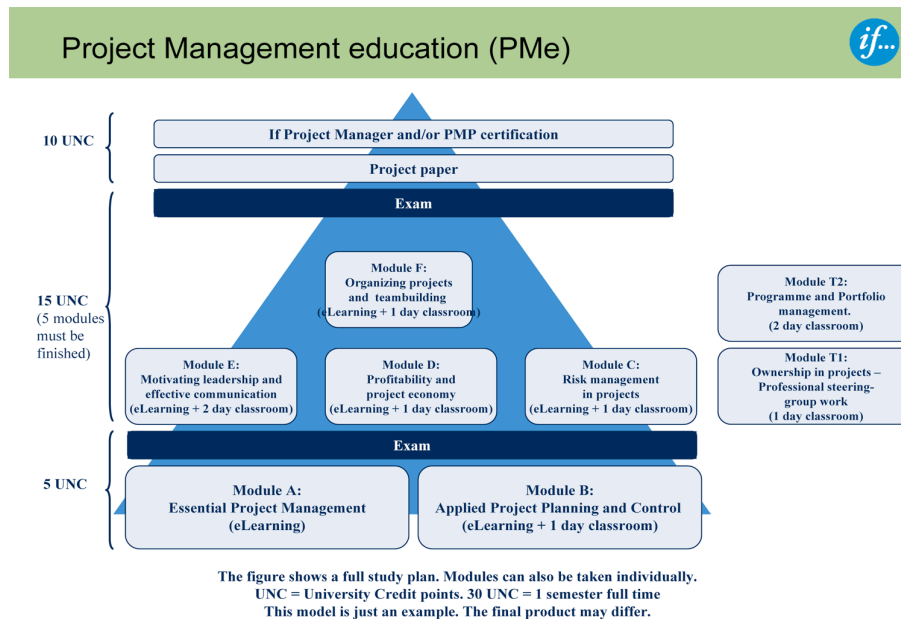 Project Management education (PMe)
if...
10 UNC
If Project Manager and/or PMP certification
Project paper
Exam
15 UNC
(5 modules
must be
finished)
Module F:
Organizing projects
and teambuilding
(eLearning + 1 day classroom)
Module T2:
Programme and Portfolio
management.
(2 day classroom)
Module E:
Motivating leadership and
effective communication
(eLearning + 2 day classroom)
Module D:
Profitability and
project economy
(eLearning + 1 day classroom)
Module C:
Risk management
in projects
(eLearning + 1 day classroom)
Module T1:
Ownership in projects –
Professional steering-
group work
(1 day classroom)
Exam
5 UNC
Module A:
Essential Project Management
(eLearning)
Module B:
Applied Project Planning and Control
(eLearning + 1 day classroom)
The figure shows a full study plan. Modules can also be taken individually.
UNC = University Credit points. 30 UNC = 1 semester full time
This model is just an example. The final product may differ.